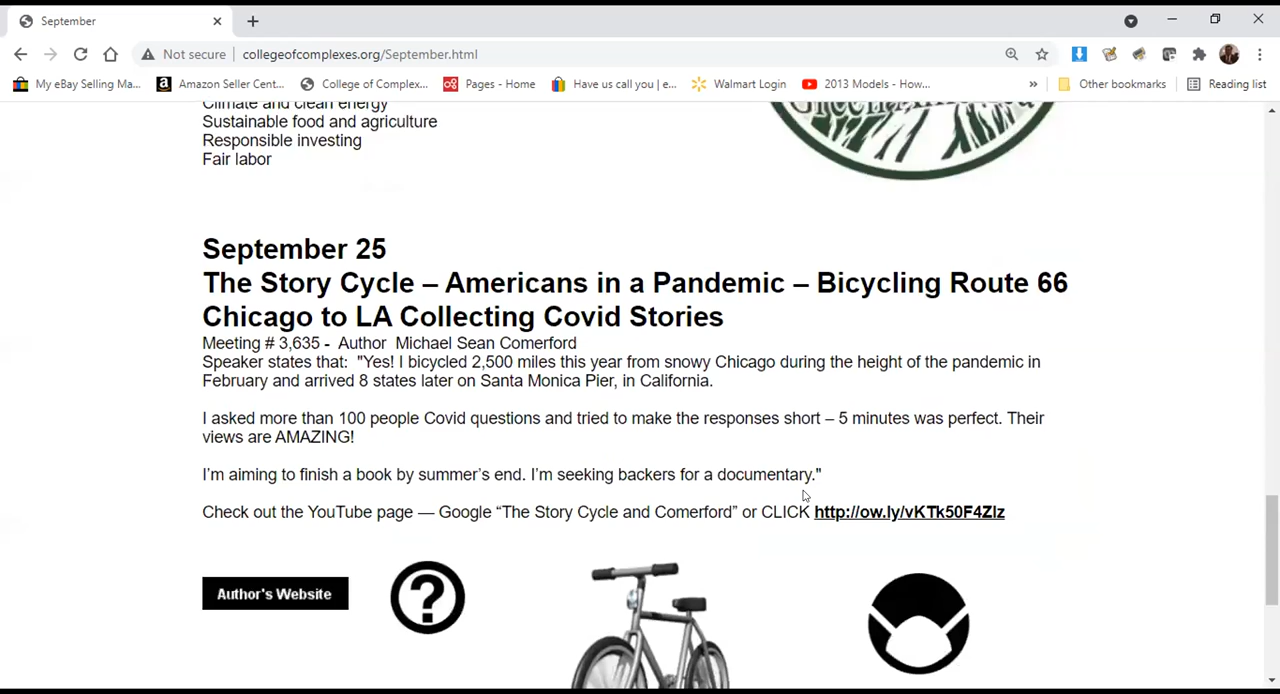 September
Not secure
collegeofcomplexes.org/September.html
My eBay Selling Ma...
Amazon Seller Cent...
College of Complex...
Pages - Home
Have us call you | e...
Walmart Login
2013 Models - How...
»
Other bookmarks
Reading list
Climate and clean energy
Sustainable food and agriculture
Responsible investing
Fair labor
September 25
The Story Cycle – Americans in a Pandemic – Bicycling Route 66
Chicago to LA Collecting Covid Stories
Meeting # 3,635 - Author Michael Sean Comerford
Speaker states that: "Yes! I bicycled 2,500 miles this year from snowy Chicago during the height of the pandemic in
February and arrived 8 states later on Santa Monica Pier, in California.
I asked more than 100 people Covid questions and tried to make the responses short – 5 minutes was perfect. Their
views are AMAZING!
I'm aiming to finish a book by summer's end. I'm seeking backers for a documentary."
Check out the YouTube page — Google “The Story Cycle and Comerford” or CLICK http://ow.ly/vKTk50F4Zlz
Author's Website
?